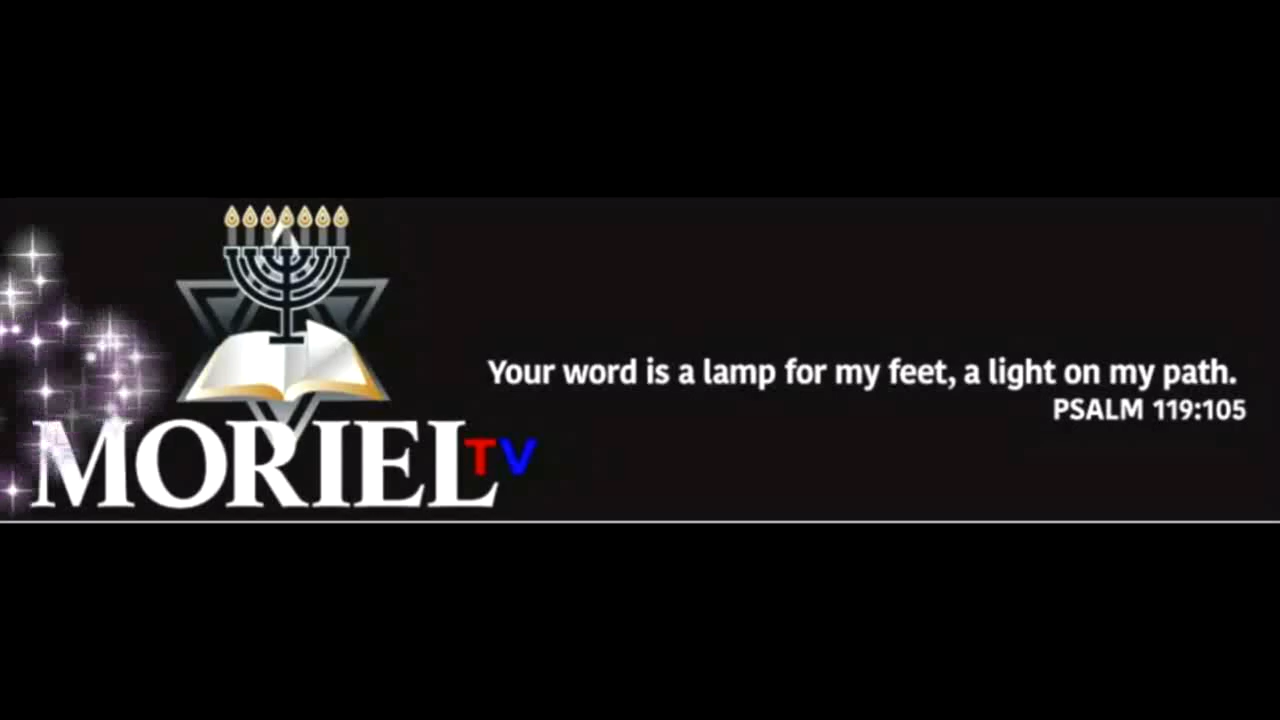 Your word is a lamp for my feet, a light on my path.
PSALM 119:105
MORIEL TV